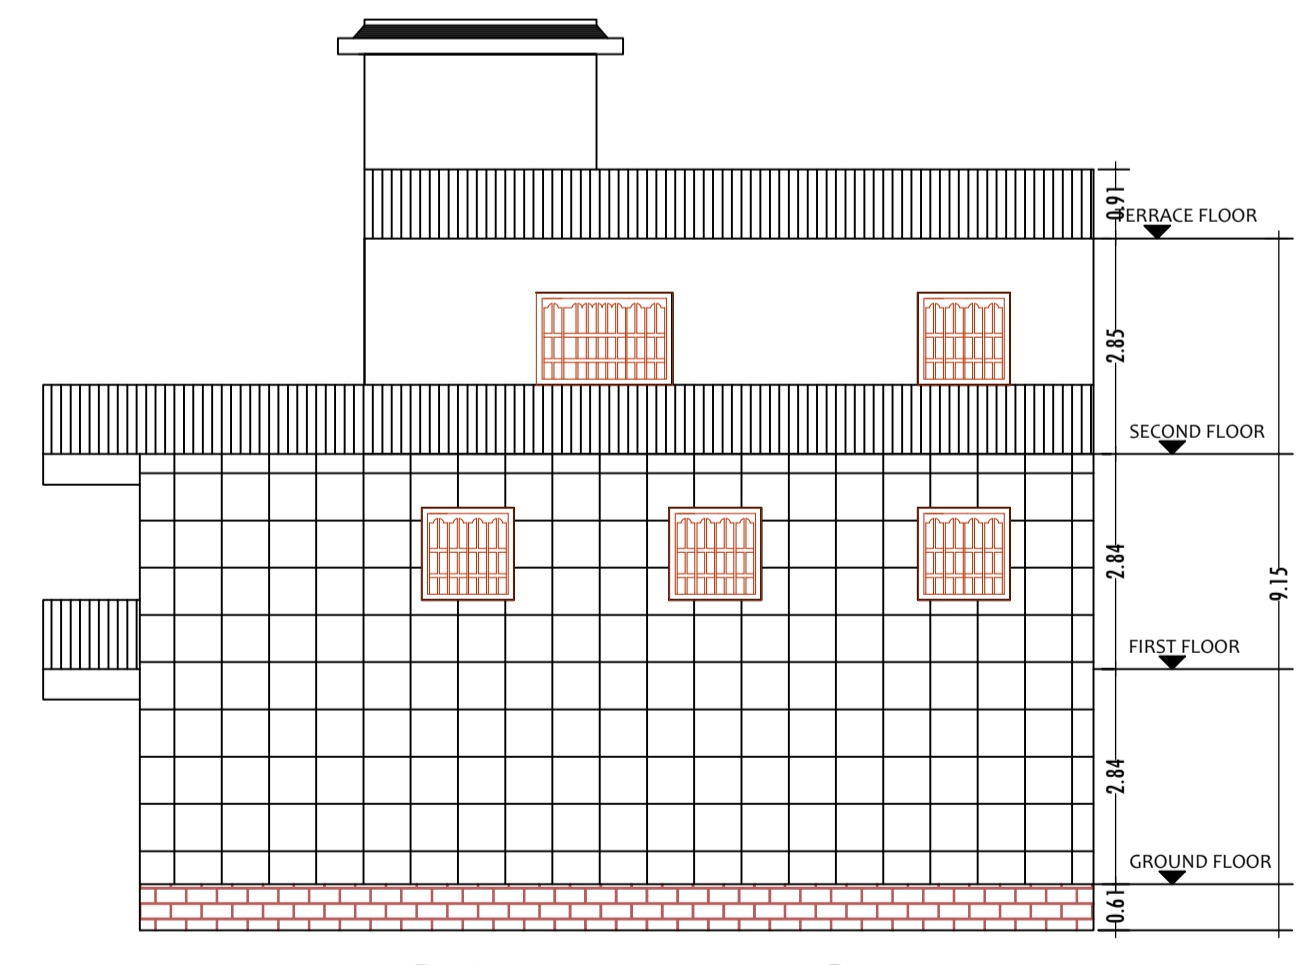 0.91
TERRACE FLOOR
2.85
SECOND FLOOR
2.84
9.15
FIRST FLOOR
2.84
GROUND FLOOR
0.61